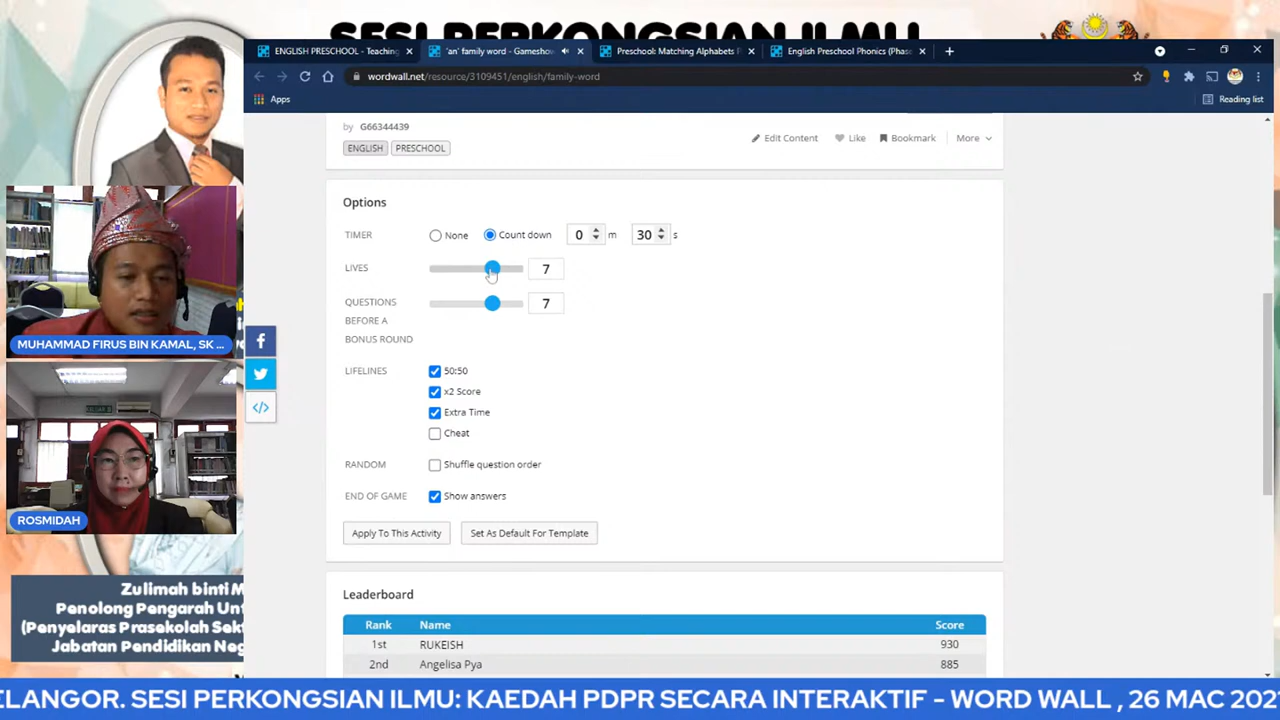 SESI PERKONGSIAN ILMU
ENGLISH PRESCHOOL - Teaching
'an' family word - Gamesho
Preschool: Matching Alphabets
English Preschool Phonics (Phas
wordwall.net/resource/3109451/english/family-word
Apps
Reading list
by G66344439
ENGLISH PRESCHOOL
Edit Content Like Bookmark More
Options
TIMER None Count down 0 m 30 s
LIVES 7
QUESTIONS BEFORE A BONUS ROUND 7
LIFELINES 50:50
x2 Score
Extra Time
Cheat
RANDOM Shuffle question order
END OF GAME Show answers
Apply To This Activity Set As Default For Template
Leaderboard
Rank Name Score
1st RUKEISH 930
2nd Angelisa Pya 885
MUHAMMAD FIRUS BIN KAMAL, SK ...
ROSMIDAH
Zulimah binti M
Penolong Pengarah Un
(Penyelaras Prasekolah Sek
Jabatan Pendidikan Neg
ELANGOR. SESI PERKONGSIAN ILMU: KAEDAH PDPR SECARA INTERAKTIF - WORD WALL , 26 MAC 202